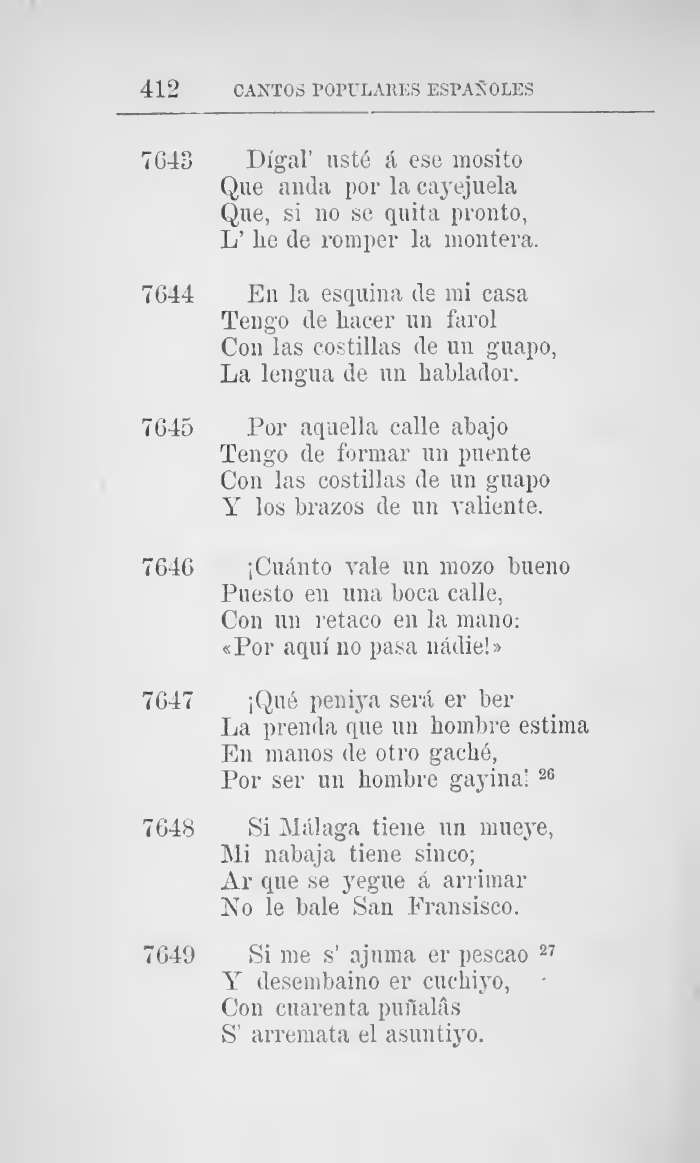 412 CANTOS POPULARES ESPAÑOLES
7643 Dígal' usté á ese mosito
Que anda por la cayejuela
Que, si no se quita pronto,
L' he de romper la montera.
7644 En la esquina de mi casa
Tengo de hacer un farol
Con las costillas de un guapo,
La lengua de un hablador.
7645 Por aquella calle abajo
Tengo de formar un puente
Con las costillas de un guapo
Y los brazos de un valiente.
7646 ¡Cuánto vale un mozo bueno
Puesto en una boca calle,
Con un retaco en la mano:
«Por aquí no pasa nádie!»
7647 ¡Qué peniya será er ber
La prenda que un hombre estima
En manos de otro gaché,
Por ser un hombre gayina! 26
7648 Si Málaga tiene un mueye,
Mi nabaja tiene sinco;
Ar que se yegue á arrimar
No le bale San Fransisco.
7649 Si me s' ajuma er pescao 27
Y desembaino er cuchiyo,
Con cuarenta puñalâs
S' arremata el asuntiyo.